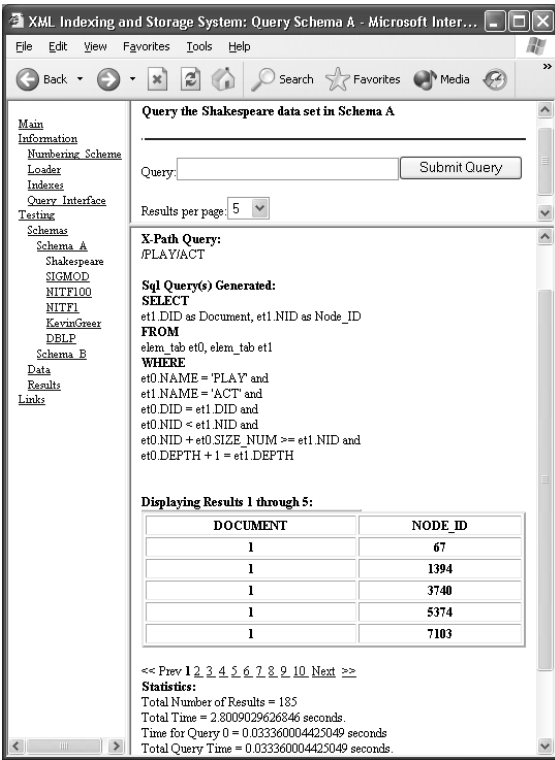 XML Indexing and Storage System: Query Schema A - Microsoft Inter...
File Edit View Favorites Tools Help
Back Search Favorites Media »
Main
Information
Numbering Scheme
Loader
Indexes
Query Interface
Testing
Schemas
Schema A
Shakespeare
SIGMOD
NITF100
NITF1
KevinGreer
DBLP
Schema B
Data
Results
Links
Query the Shakespeare data set in Schema A
Query: Submit Query
Results per page: 5
X-Path Query:
/PLAY/ACT
Sql Query(s) Generated:
SELECT
et1.DID as Document, et1.NID as Node_ID
FROM
elem_tab et0, elem_tab et1
WHERE
et0.NAME = 'PLAY' and
et1.NAME = 'ACT' and
et0.DID = et1.DID and
et0.NID < et1.NID and
et0.NID + et0.SIZE_NUM >= et1.NID and
et0.DEPTH + 1 = et1.DEPTH
Displaying Results 1 through 5:
DOCUMENT NODE_ID
1 67
1 1394
1 3740
1 5374
1 7103
<< Prev 1 2 3 4 5 6 7 8 9 10 Next >>
Statistics:
Total Number of Results = 185
Total Time = 2.8009029626846 seconds.
Time for Query 0 = 0.033360004425049 seconds
Total Query Time = 0.033360004425049 seconds.